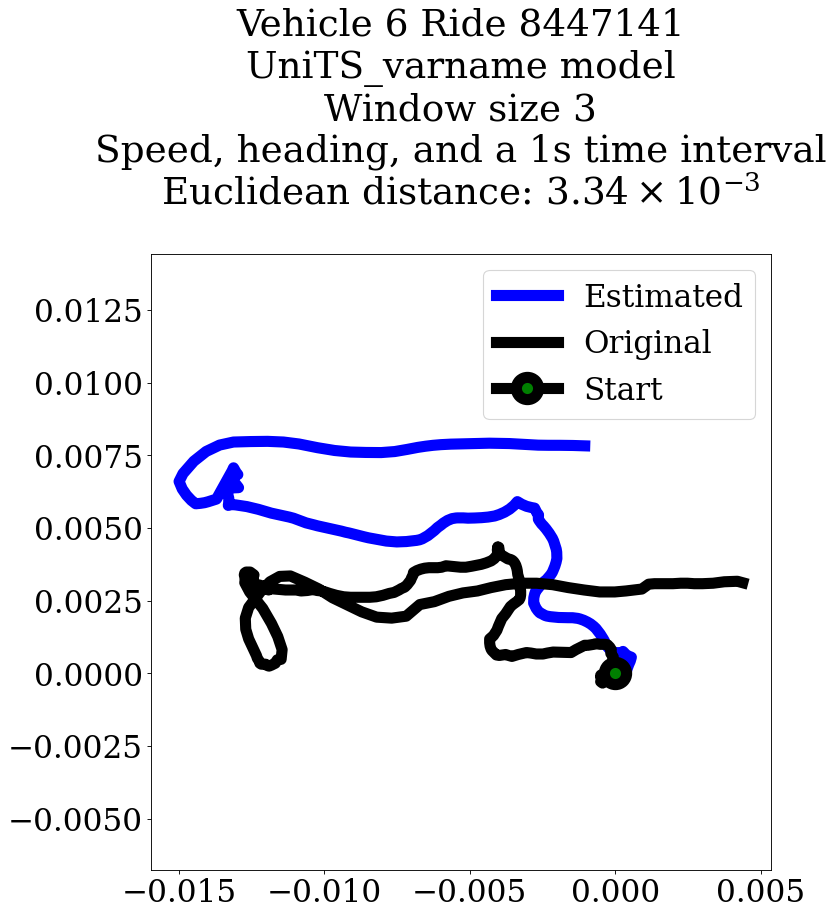 Vehicle 6 Ride 8447141
UniTS_varname model
Window size 3
Speed, heading, and a 1s time interval
Euclidean distance: 3.34 × 10⁻³
Estimated
Original
Start
0.0125
0.0100
0.0075
0.0050
0.0025
0.0000
−0.0025
−0.0050
−0.015 −0.010 −0.005 0.000 0.005